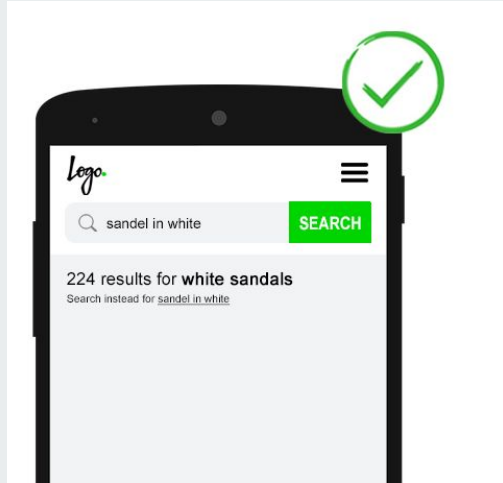 Logo.
sandel in white
SEARCH
224 results for white sandals
Search instead for sandel in white